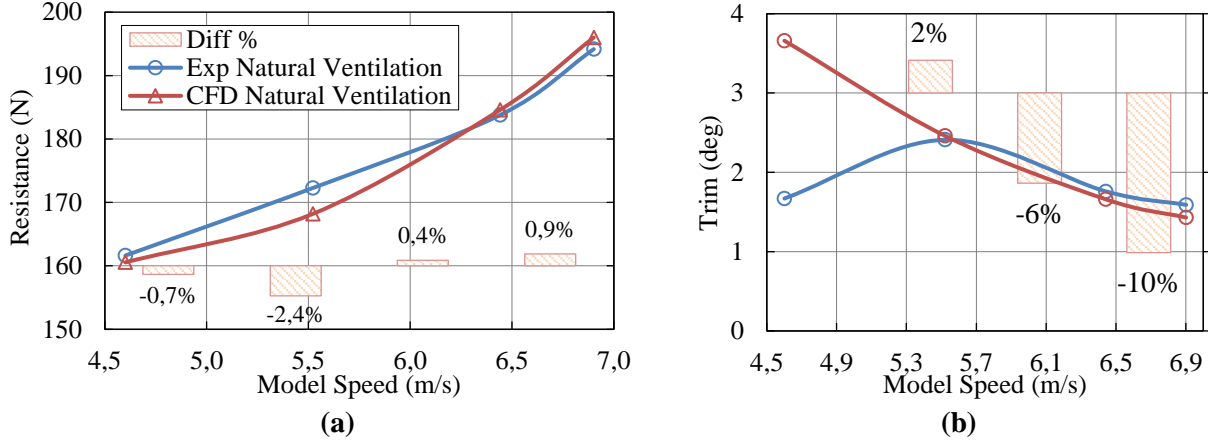 200
190
180
170
160
150
Resistance (N)
Diff %
Exp Natural Ventilation
CFD Natural Ventilation
-0,7%
-2,4%
0,4%
0,9%
4,5 5,0 5,5 6,0 6,5 7,0
Model Speed (m/s)
(a)
4
3
2
1
0
Trim (deg)
2%
-6%
-10%
4,5 4,9 5,3 5,7 6,1 6,5 6,9
Model Speed (m/s)
(b)